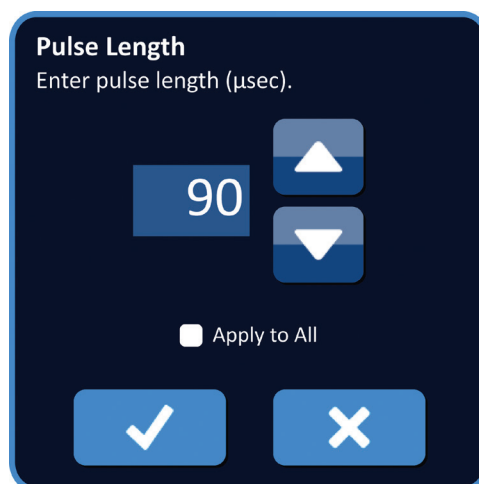 Pulse Length
Enter pulse length (μsec).
90
Apply to All